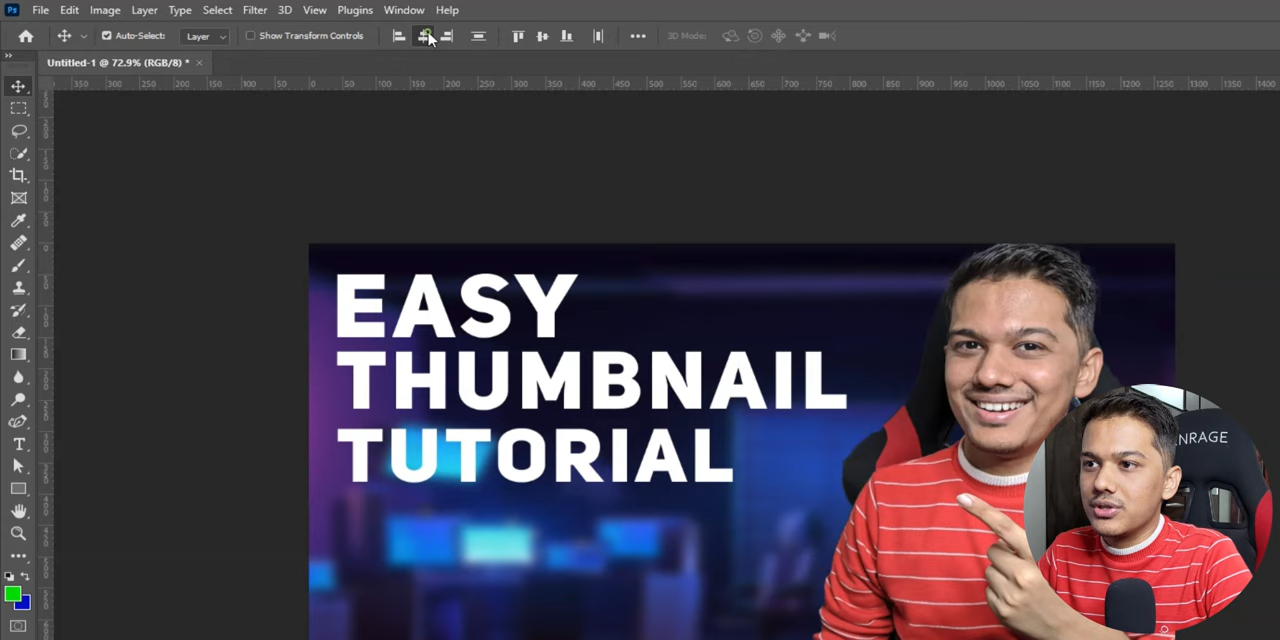 Ps File Edit Image Layer Type Select Filter 3D View Plugins Window Help
Auto-Select: Layer Show Transform Controls 3D Mode:
Untitled-1 @ 72.9% (RGB/8) * ×
350 300 250 200 150 100 50 0 50 100 150 200 250 300 350 400 450 500 550 600 650 700 750 800 850 900 950 1000 1050 1100 1150 1200 1250 1300 1350 1400
EASY
THUMBNAIL
TUTORIAL
ENRAGE